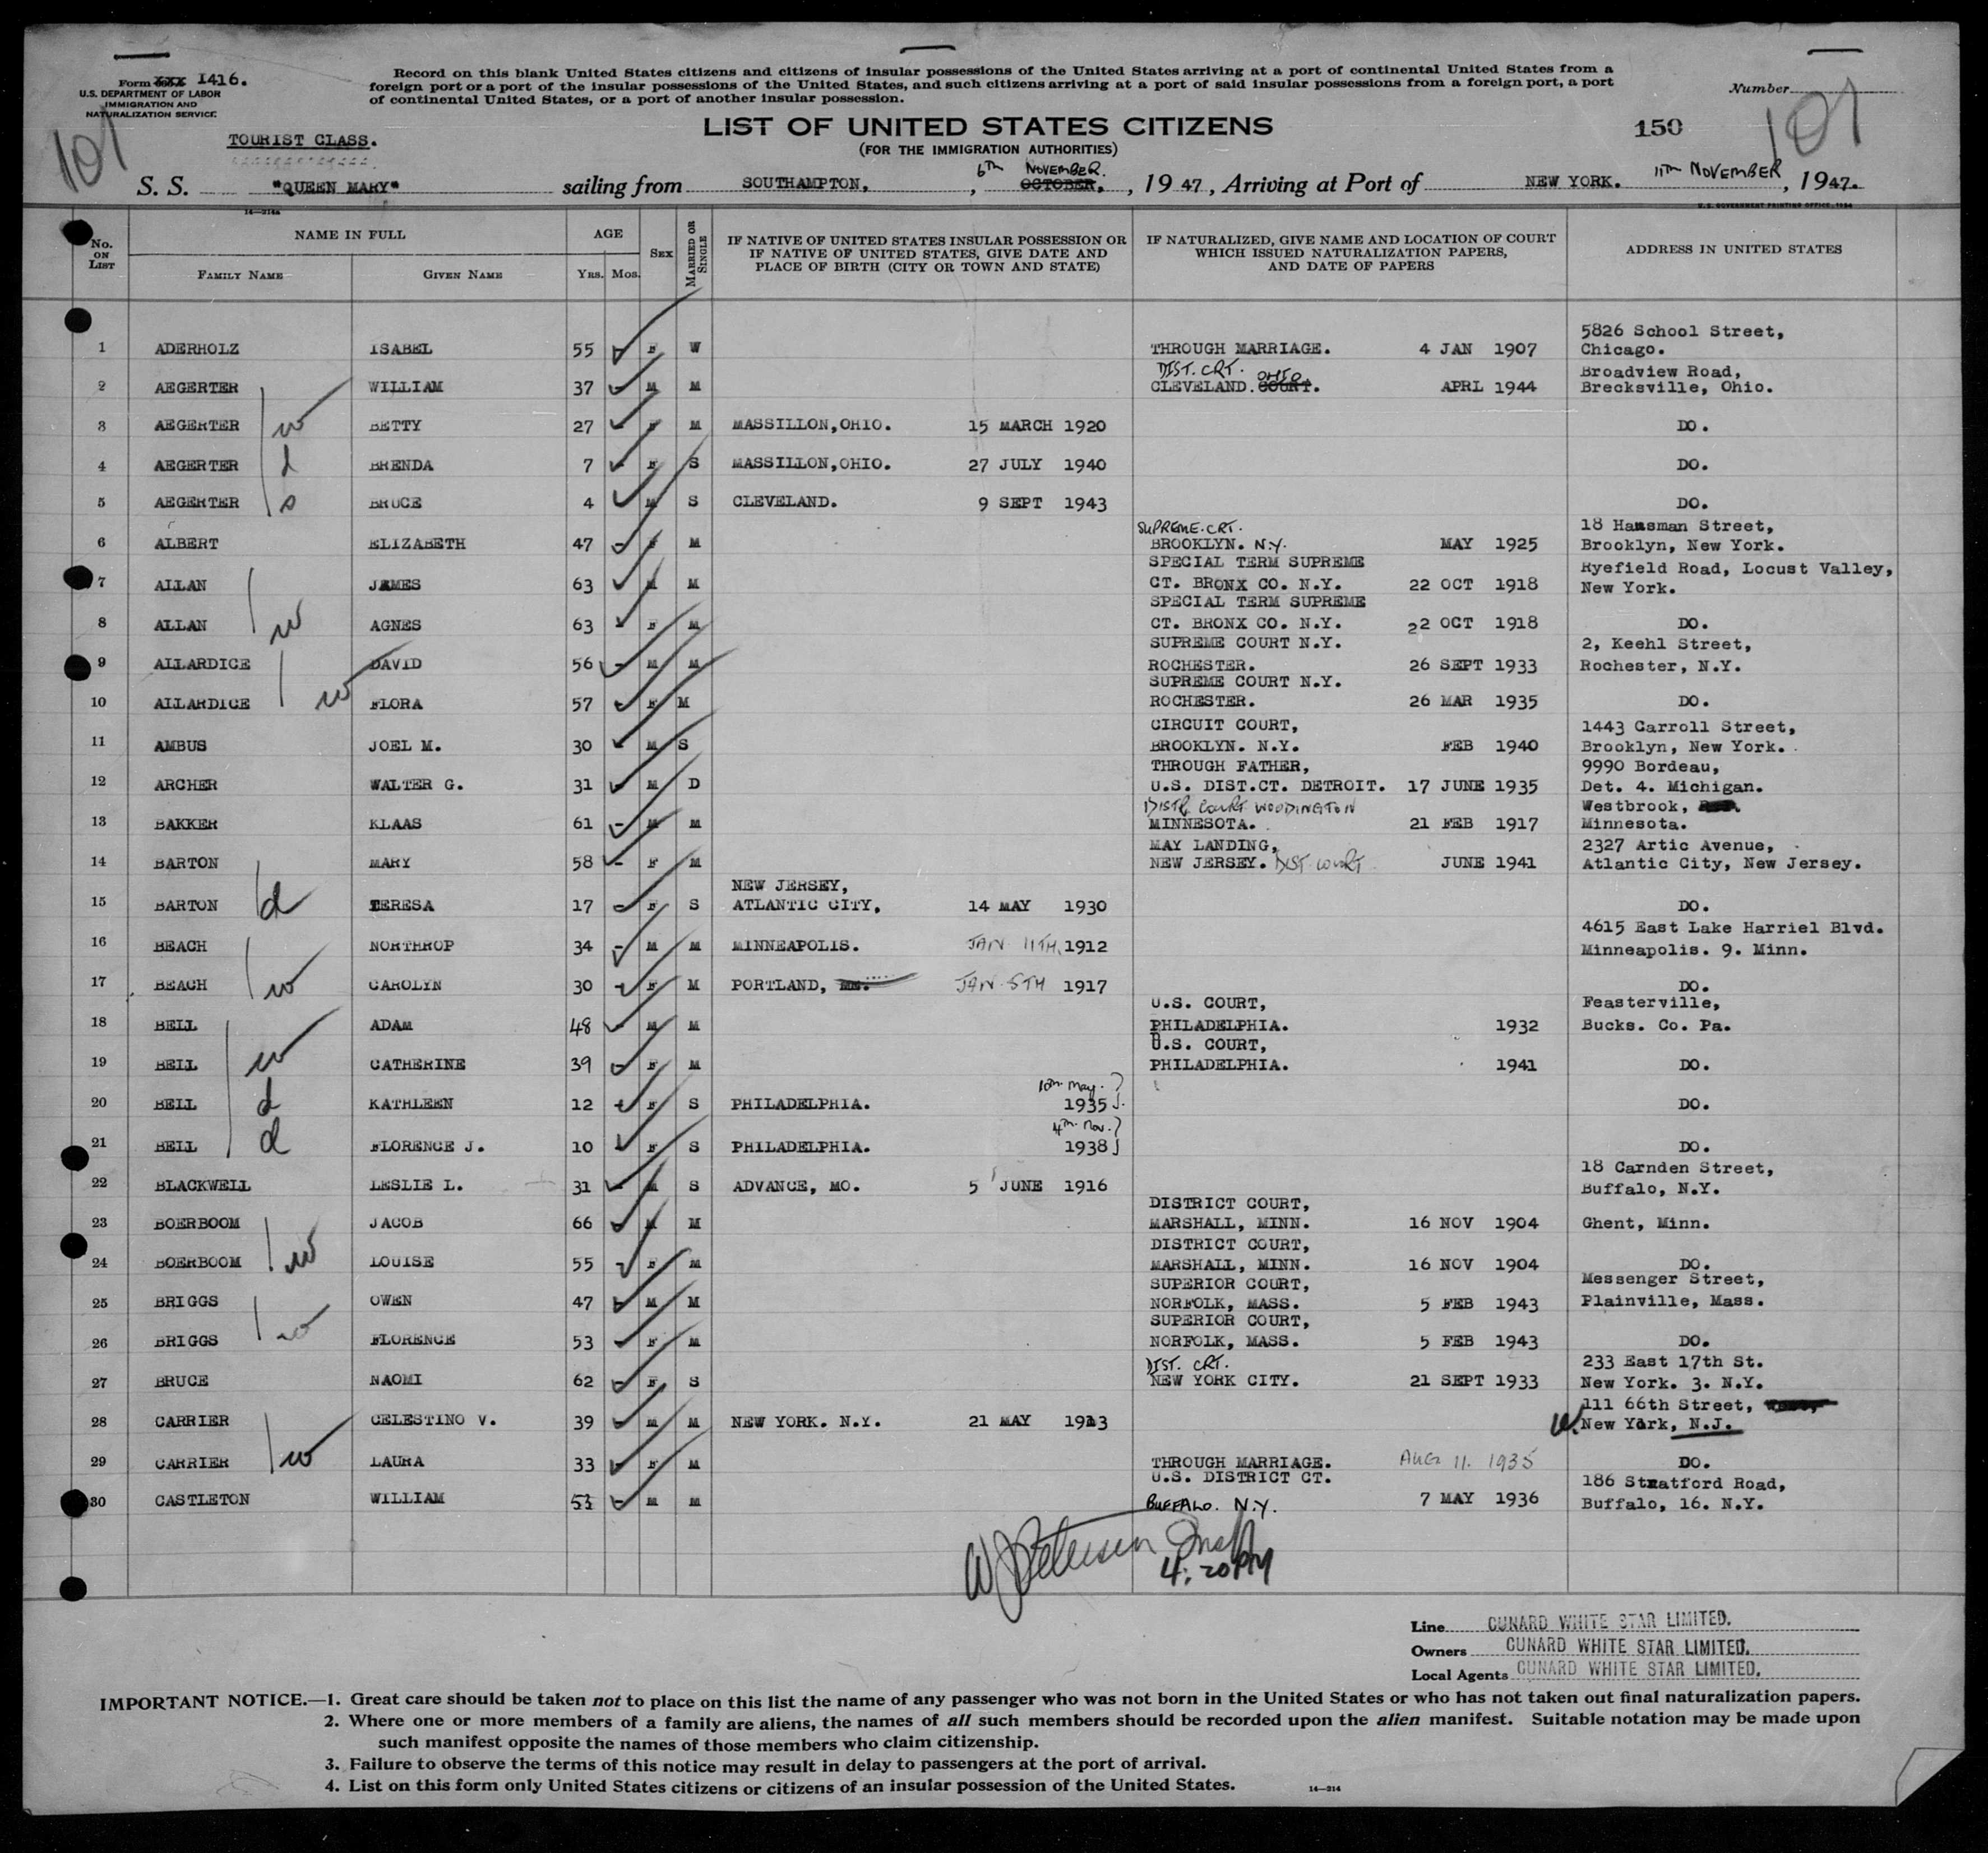 Form XXX 1416.
U.S. DEPARTMENT OF LABOR
IMMIGRATION AND
NATURALIZATION SERVICE
Record on this blank United States citizens and citizens of insular possessions of the United States arriving at a port of continental United States from a
foreign port or a port of the insular possessions of the United States, and such citizens arriving at a port of said insular possessions from a foreign port, a port
of continental United States, or a port of another insular possession.
Number
101
101
150
TOURIST CLASS.
LIST OF UNITED STATES CITIZENS
(FOR THE IMMIGRATION AUTHORITIES)
S. S. "QUEEN MARY" sailing from SOUTHAMPTON, 6TH NOVEMBER. OCTOBER, , 1947, Arriving at Port of NEW YORK. 11TH NOVEMBER, 1947.
14—214a
U.S. GOVERNMENT PRINTING OFFICE, 1934
No. ON LIST
NAME IN FULL
FAMILY NAME
GIVEN NAME
AGE
YRS. MOS.
SEX
MARRIED OR SINGLE
IF NATIVE OF UNITED STATES INSULAR POSSESSION OR
IF NATIVE OF UNITED STATES, GIVE DATE AND
PLACE OF BIRTH (CITY OR TOWN AND STATE)
IF NATURALIZED, GIVE NAME AND LOCATION OF COURT
WHICH ISSUED NATURALIZATION PAPERS,
AND DATE OF PAPERS
ADDRESS IN UNITED STATES
5826 School Street,
1 ADERHOLZ ISABEL 55 F W THROUGH MARRIAGE. 4 JAN 1907 Chicago.
DIST. CRT. OHIO Broadview Road,
2 AEGERTER WILLIAM 37 M M CLEVELAND. COURT. APRL 1944 Brecksville, Ohio.
3 AEGERTER w BETTY 27 F M MASSILLON,OHIO. 15 MARCH 1920 DO.
4 AEGERTER d BRENDA 7 F S MASSILLON,OHIO. 27 JULY 1940 DO.
5 AEGERTER s BRUCE 4 M S CLEVELAND. 9 SEPT 1943 DO.
SUPREME. CRT. 18 Hausman Street,
6 ALBERT ELIZABETH 47 F M BROOKLYN. N.Y. MAY 1925 Brooklyn, New York.
SPECIAL TERM SUPREME Ryefield Road, Locust Valley,
7 ALLAN JAMES 63 M M CT. BRONX CO. N.Y. 22 OCT 1918 New York.
SPECIAL TERM SUPREME
8 ALLAN w AGNES 63 F M CT. BRONX CO. N.Y. 22 OCT 1918 DO.
SUPREME COURT N.Y. 2, Keehl Street,
9 ALLARDICE DAVID 56 M M ROCHESTER. 26 SEPT 1933 Rochester, N.Y.
SUPREME COURT N.Y.
10 ALLARDICE w FLORA 57 F M ROCHESTER. 26 MAR 1935 DO.
CIRCUIT COURT, 1443 Carroll Street,
11 AMBUS JOEL M. 30 M S BROOKLYN. N.Y. FEB 1940 Brooklyn, New York.
THROUGH FATHER, 9990 Bordeau,
12 ARCHER WALTER G. 31 M D U.S. DIST.CT. DETROIT. 17 JUNE 1935 Det. 4. Michigan.
DISTR COURT WOODINGTON Westbrook,
13 BAKKER KLAAS 61 M M MINNESOTA. 21 FEB 1917 Minnesota.
MAY LANDING, 2327 Artic Avenue,
14 BARTON MARY 58 F M NEW JERSEY. DIST. COURT JUNE 1941 Atlantic City, New Jersey.
NEW JERSEY,
15 BARTON d TERESA 17 F S ATLANTIC CITY, 14 MAY 1930 DO.
4615 East Lake Harriel Blvd.
16 BEACH NORTHROP 34 M M MINNEAPOLIS. JAN 11TH, 1912 Minneapolis. 9. Minn.
17 BEACH w CAROLYN 30 F M PORTLAND, JAN. 5TH 1917 DO.
U.S. COURT, Feasterville,
18 BELL ADAM 48 M M PHILADELPHIA. 1932 Bucks. Co. Pa.
U.S. COURT,
19 BELL w CATHERINE 39 F M PHILADELPHIA. 1941 DO.
10th May.
20 BELL d KATHLEEN 12 F S PHILADELPHIA. 1935 DO.
4th Nov.
21 BELL d FLORENCE J. 10 F S PHILADELPHIA. 1938 DO.
18 Carnden Street,
22 BLACKWELL LESLIE L. 31 M S ADVANCE, MO. 5 JUNE 1916 Buffalo, N.Y.
DISTRICT COURT,
23 BOERBOOM JACOB 66 M M MARSHALL, MINN. 16 NOV 1904 Ghent, Minn.
DISTRICT COURT,
24 BOERBOOM w LOUISE 55 F M MARSHALL, MINN. 16 NOV 1904 DO.
SUPERIOR COURT, Messenger Street,
25 BRIGGS OWEN 47 M M NORFOLK, MASS. 5 FEB 1943 Plainville, Mass.
SUPERIOR COURT,
26 BRIGGS w FLORENCE 53 F M NORFOLK, MASS. 5 FEB 1943 DO.
DIST. CRT. 233 East 17th St.
27 BRUCE NAOMI 62 F S NEW YORK CITY. 21 SEPT 1933 New York. 3. N.Y.
111 66th Street,
28 CARRIER CELESTINO V. 39 M M NEW YORK. N.Y. 21 MAY 1913 W. New York, N.J.
29 CARRIER w LAURA 33 F M THROUGH MARRIAGE. AUG 11. 1935 DO.
U.S. DISTRICT CT. 186 Stratford Road,
30 CASTLETON WILLIAM 53 M M BUFFALO. N.Y. 7 MAY 1936 Buffalo, 16. N.Y.
4:20 PM
Line CUNARD WHITE STAR LIMITED.
Owners CUNARD WHITE STAR LIMITED.
Local Agents CUNARD WHITE STAR LIMITED.
IMPORTANT NOTICE.—1. Great care should be taken not to place on this list the name of any passenger who was not born in the United States or who has not taken out final naturalization papers.
2. Where one or more members of a family are aliens, the names of all such members should be recorded upon the alien manifest. Suitable notation may be made upon
such manifest opposite the names of those members who claim citizenship.
3. Failure to observe the terms of this notice may result in delay to passengers at the port of arrival.
4. List on this form only United States citizens or citizens of an insular possession of the United States.
14—214